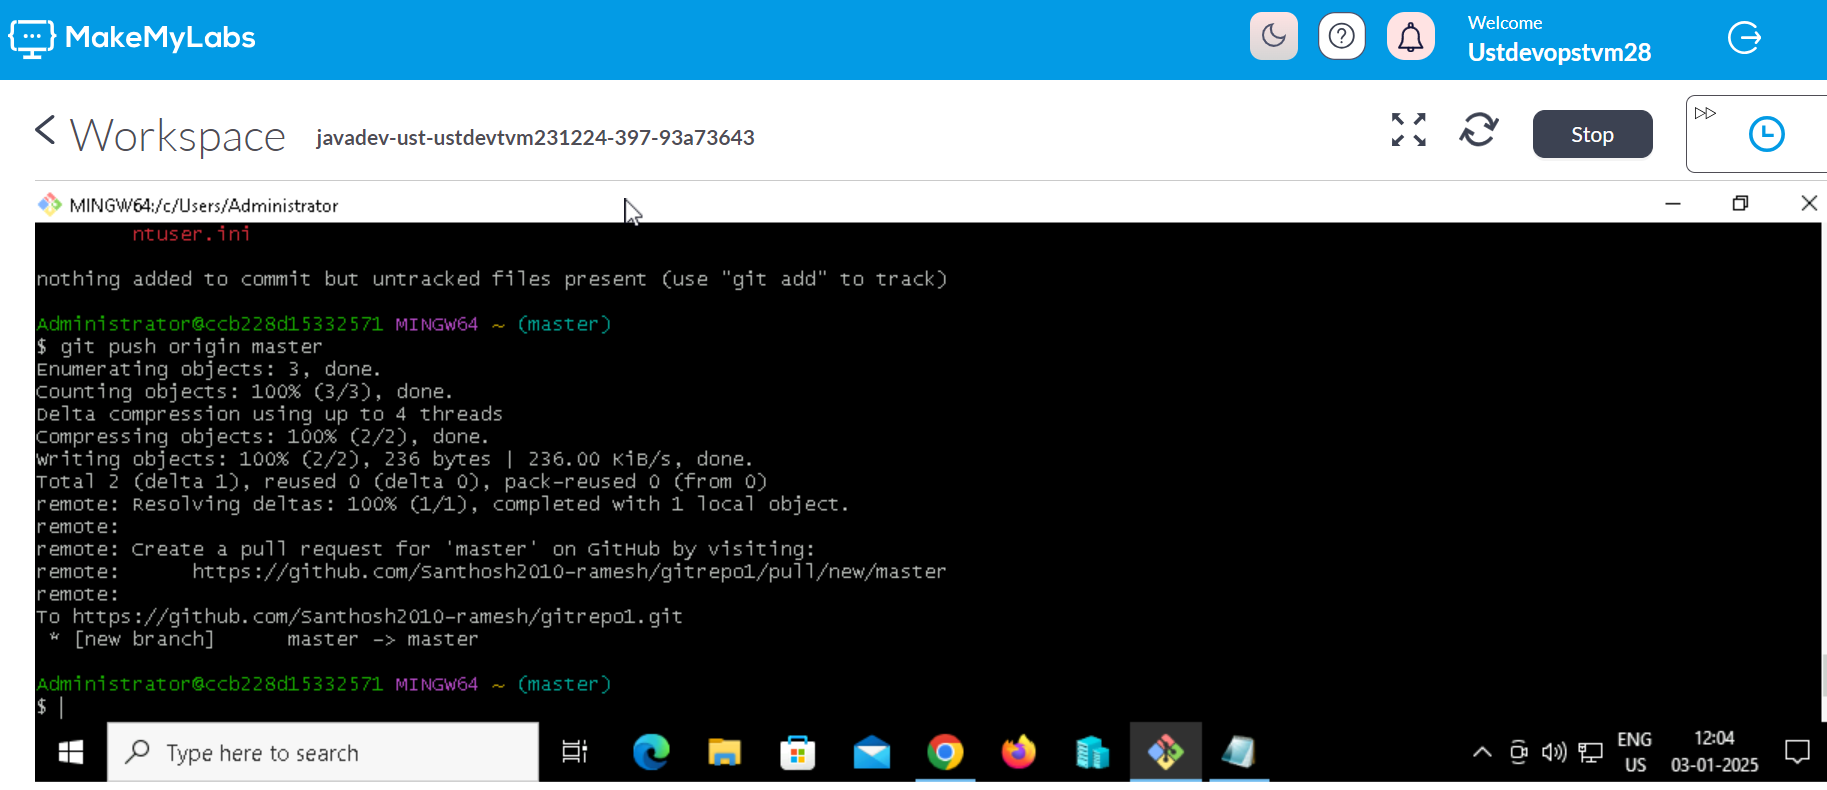 MakeMyLabs
Welcome
Ustdevopstvm28
Workspace javadev-ust-ustdevtvm231224-397-93a73643
Stop
MINGW64:/c/Users/Administrator
ntuser.ini
nothing added to commit but untracked files present (use "git add" to track)
Administrator@ccb228d15332571 MINGW64 ~ (master)
$ git push origin master
Enumerating objects: 3, done.
Counting objects: 100% (3/3), done.
Delta compression using up to 4 threads
Compressing objects: 100% (2/2), done.
Writing objects: 100% (2/2), 236 bytes | 236.00 KiB/s, done.
Total 2 (delta 1), reused 0 (delta 0), pack-reused 0 (from 0)
remote: Resolving deltas: 100% (1/1), completed with 1 local object.
remote:
remote: Create a pull request for 'master' on GitHub by visiting:
remote:      https://github.com/Santhosh2010-ramesh/gitrepo1/pull/new/master
remote:
To https://github.com/Santhosh2010-ramesh/gitrepo1.git
 * [new branch]      master -> master
Administrator@ccb228d15332571 MINGW64 ~ (master)
$
Type here to search
ENG
US
12:04
03-01-2025